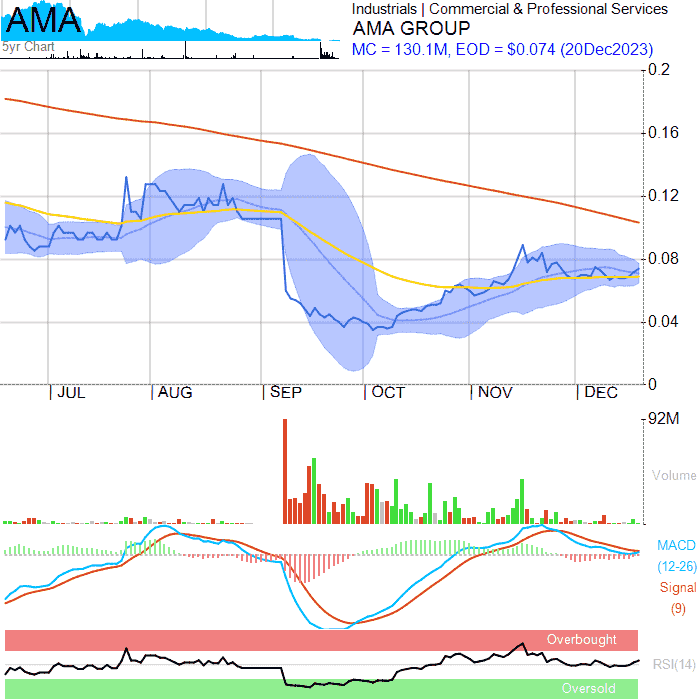 AMA
5yr Chart
Industrials | Commercial & Professional Services
AMA GROUP
MC = 130.1M, EOD = $0.074 (20Dec2023)
0.2
0.16
0.12
0.08
0.04
0
JUL AUG SEP OCT NOV DEC
92M
Volume
MACD
(12-26)
Signal
(9)
Overbought
RSI(14)
Oversold